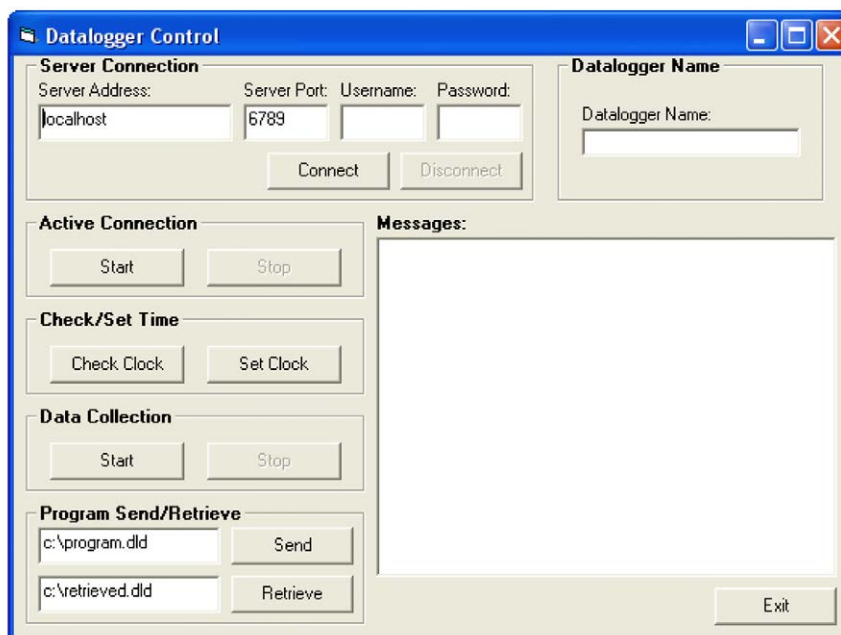 Datalogger Control
Server Connection
Server Address: Server Port: Username: Password:
localhost 6789
Connect Disconnect
Datalogger Name
Datalogger Name:
Active Connection
Start Stop
Check/Set Time
Check Clock Set Clock
Data Collection
Start Stop
Program Send/Retrieve
c:\program.dld Send
c:\retrieved.dld Retrieve
Messages:
Exit